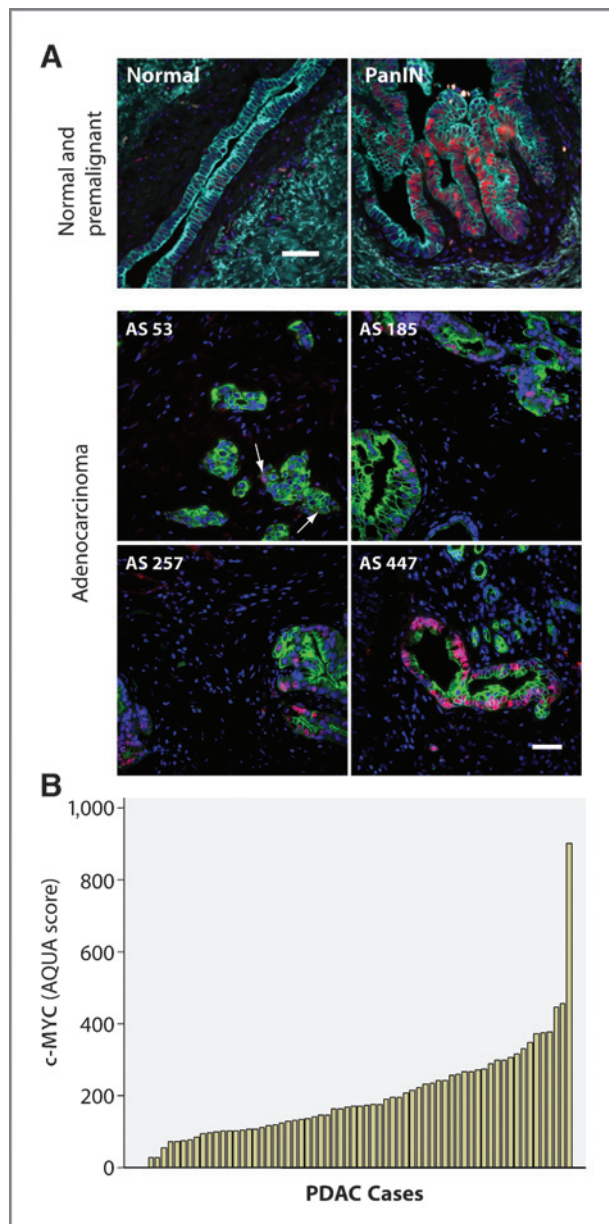 A
Normal
PanIN
Normal and
premalignant
AS 53
AS 185
Adenocarcinoma
AS 257
AS 447
B
1,000
800
600
400
200
0
c-MYC (AQUA score)
PDAC Cases